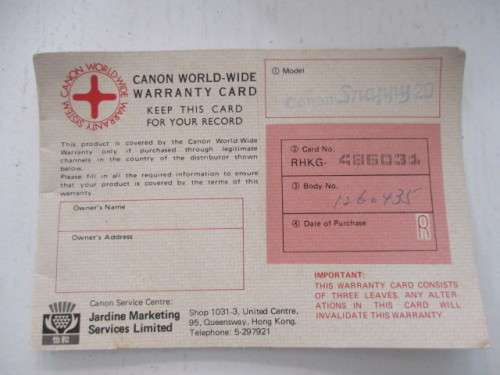 CANON WORLD-WIDE WARRANTY SYSTEM
CANON WORLD-WIDE
WARRANTY CARD
KEEP THIS CARD
FOR YOUR RECORD
This product is covered by the Canon World-Wide
Warranty only if purchased through legitimate
channels in the country of the distributor shown
below.
Please fill in all the required information to ensure
that your product is covered by the terms of this
warranty.
Owner's Name
Owner's Address
Canon Service Centre:
怡和
Jardine Marketing
Services Limited
Shop 1031-3, United Centre,
95, Queensway, Hong Kong.
Telephone: 5-297921
① Model
Canon Snappy 20
② Card No.
RHKG- 486031
③ Body No.
1260435
④ Date of Purchase
IMPORTANT:
THIS WARRANTY CARD CONSISTS
OF THREE LEAVES. ANY ALTER-
ATIONS IN THIS CARD WILL
INVALIDATE THIS WARRANTY.